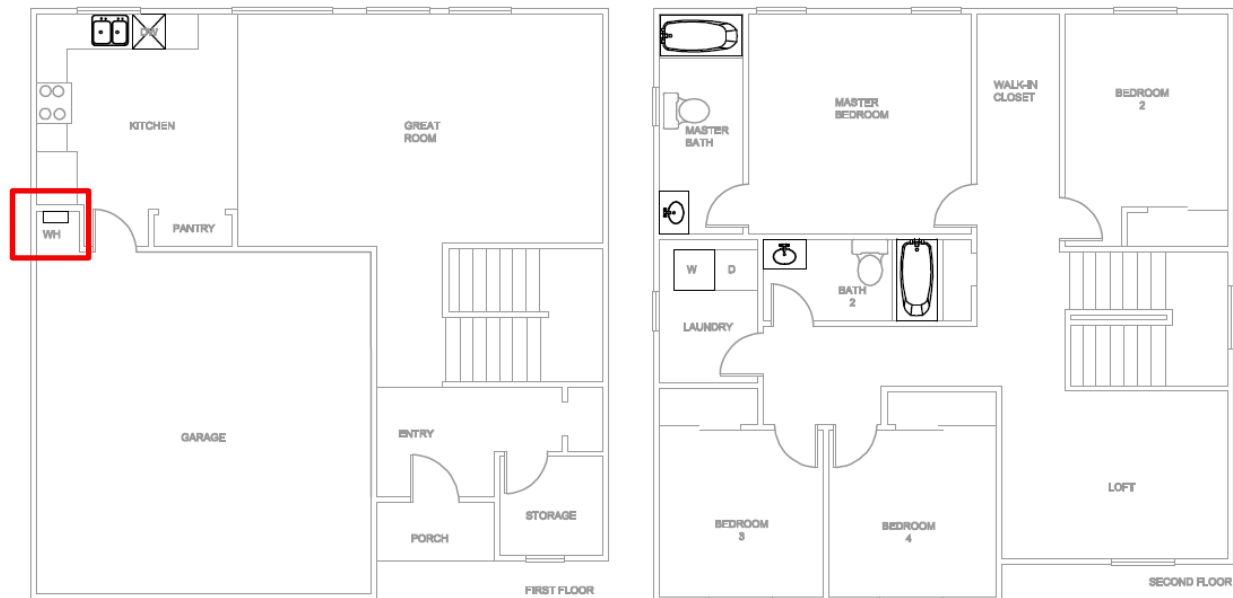 DW
KITCHEN
GREAT
ROOM
WH
PANTRY
GARAGE
ENTRY
STORAGE
PORCH
FIRST FLOOR
MASTER
BEDROOM
WALK-IN
CLOSET
BEDROOM
2
MASTER
BATH
W
D
BATH
2
LAUNDRY
LOFT
BEDROOM
3
BEDROOM
4
SECOND FLOOR